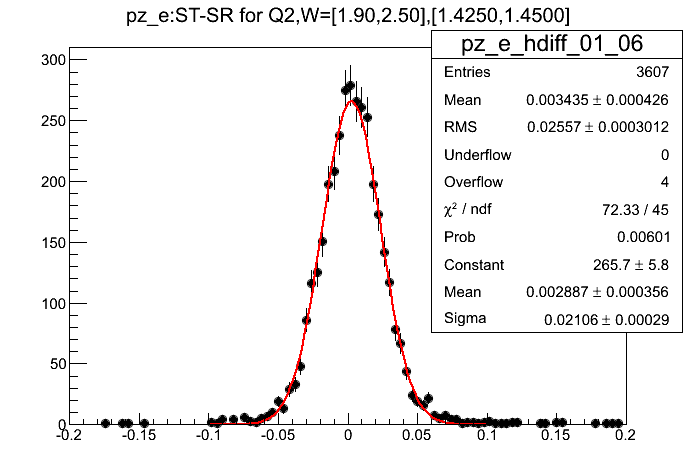 pz_e:ST-SR for Q2,W=[1.90,2.50],[1.4250,1.4500]
pz_e_hdiff_01_06
Entries 3607
Mean 0.003435 ± 0.000426
RMS 0.02557 ± 0.0003012
Underflow 0
Overflow 4
χ² / ndf 72.33 / 45
Prob 0.00601
Constant 265.7 ± 5.8
Mean 0.002887 ± 0.000356
Sigma 0.02106 ± 0.00029
300
250
200
150
100
50
0
-0.2 -0.15 -0.1 -0.05 0 0.05 0.1 0.15 0.2